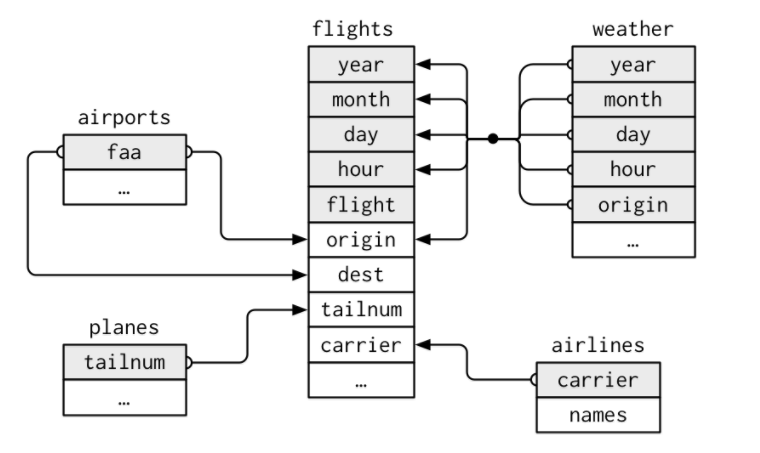 flights
year
month
day
hour
flight
origin
dest
tailnum
carrier
…
weather
year
month
day
hour
origin
…
airports
faa
…
planes
tailnum
…
airlines
carrier
names